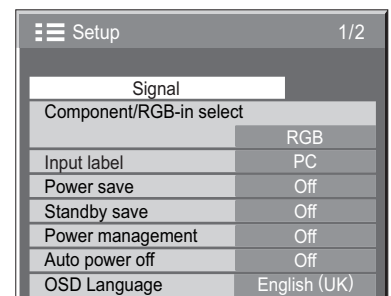 Setup 1/2
Signal
Component/RGB-in select
RGB
Input label PC
Power save Off
Standby save Off
Power management Off
Auto power off Off
OSD Language English (UK)